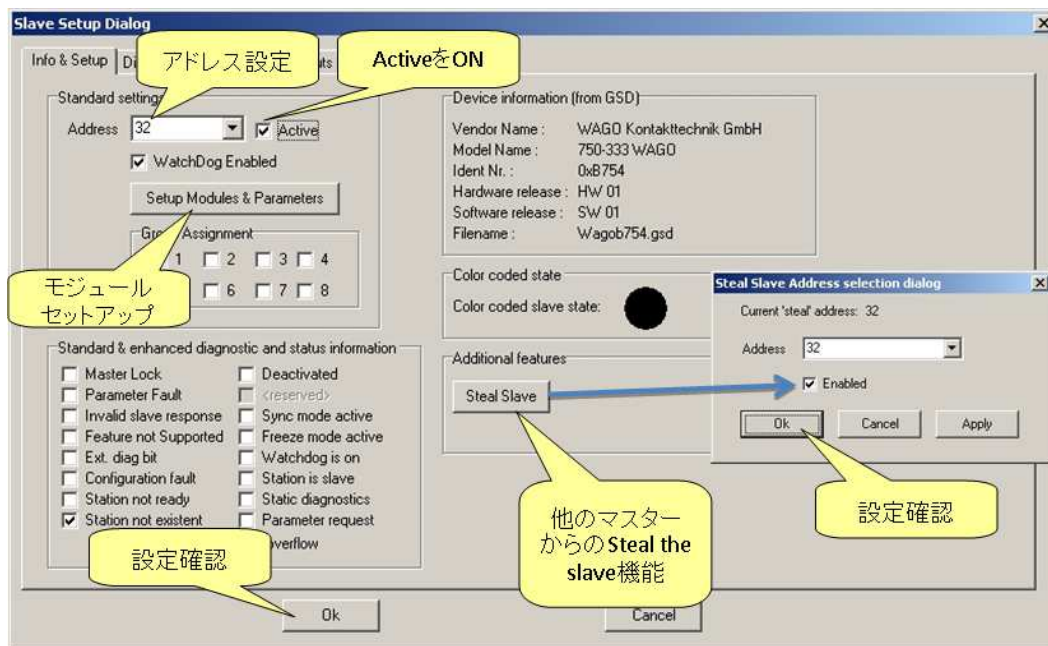 Slave Setup Dialog
アドレス設定
ActiveをON
Info & Setup
Standard settings
Address 32 Active
WatchDog Enabled
Setup Modules & Parameters
Assignment
1 2 3 4
6 7 8
モジュール
セットアップ
Device information (from GSD)
Vendor Name : WAGO Kontakttechnik GmbH
Model Name : 750-333 WAGO
Ident Nr. : 0xB754
Hardware release : HW 01
Software release : SW 01
Filename : Wagob754.gsd
Color coded state
Color coded slave state:
Additional features
Steal Slave
Steal Slave Address selection dialog
Current 'steal' address: 32
Address 32
Enabled
Ok Cancel Apply
設定確認
他のマスター
からのSteal the
slave機能
Standard & enhanced diagnostic and status information
Master Lock Deactivated
Parameter Fault <reserved>
Invalid slave response Sync mode active
Feature not Supported Freeze mode active
Ext. diag bit Watchdog is on
Configuration fault Station is slave
Station not ready Static diagnostics
Station not existent Parameter request
overflow
設定確認
Ok Cancel